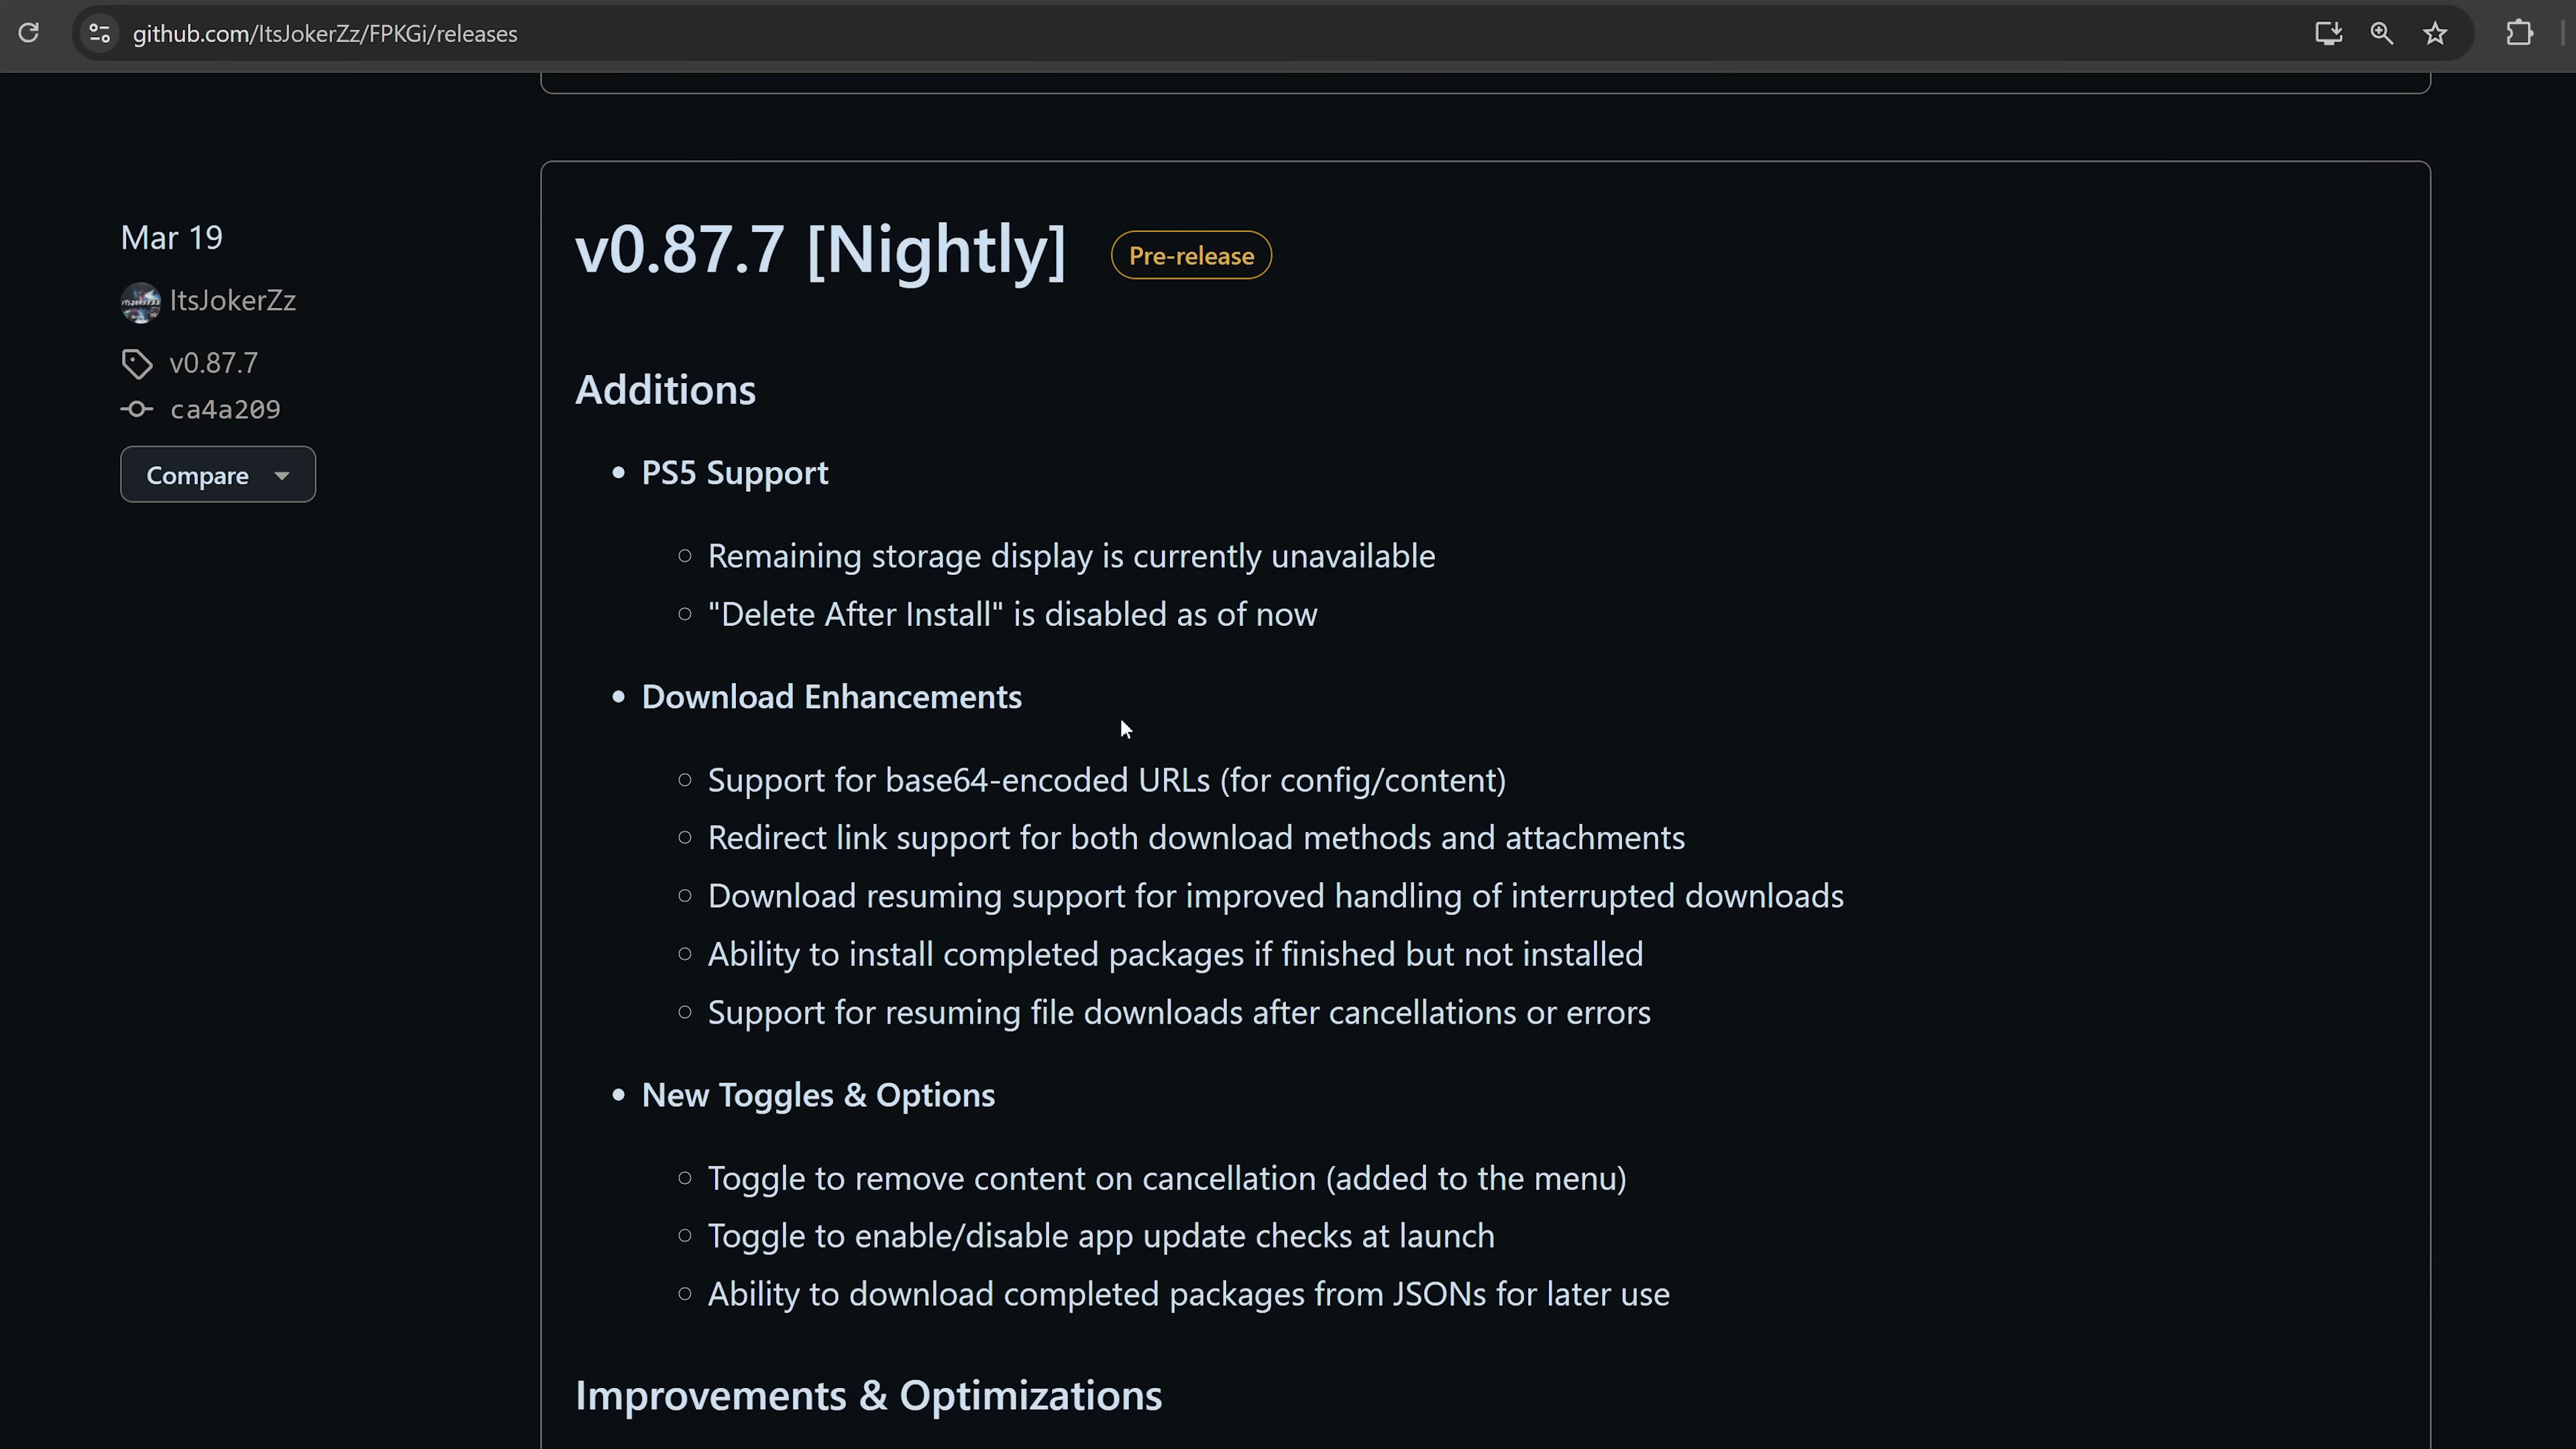 github.com/ItsJokerZz/FPKGi/releases
Mar 19
ItsJokerZz
v0.87.7
ca4a209
Compare
v0.87.7 [Nightly] Pre-release
Additions
• PS5 Support
○ Remaining storage display is currently unavailable
○ "Delete After Install" is disabled as of now
• Download Enhancements
○ Support for base64-encoded URLs (for config/content)
○ Redirect link support for both download methods and attachments
○ Download resuming support for improved handling of interrupted downloads
○ Ability to install completed packages if finished but not installed
○ Support for resuming file downloads after cancellations or errors
• New Toggles & Options
○ Toggle to remove content on cancellation (added to the menu)
○ Toggle to enable/disable app update checks at launch
○ Ability to download completed packages from JSONs for later use
Improvements & Optimizations